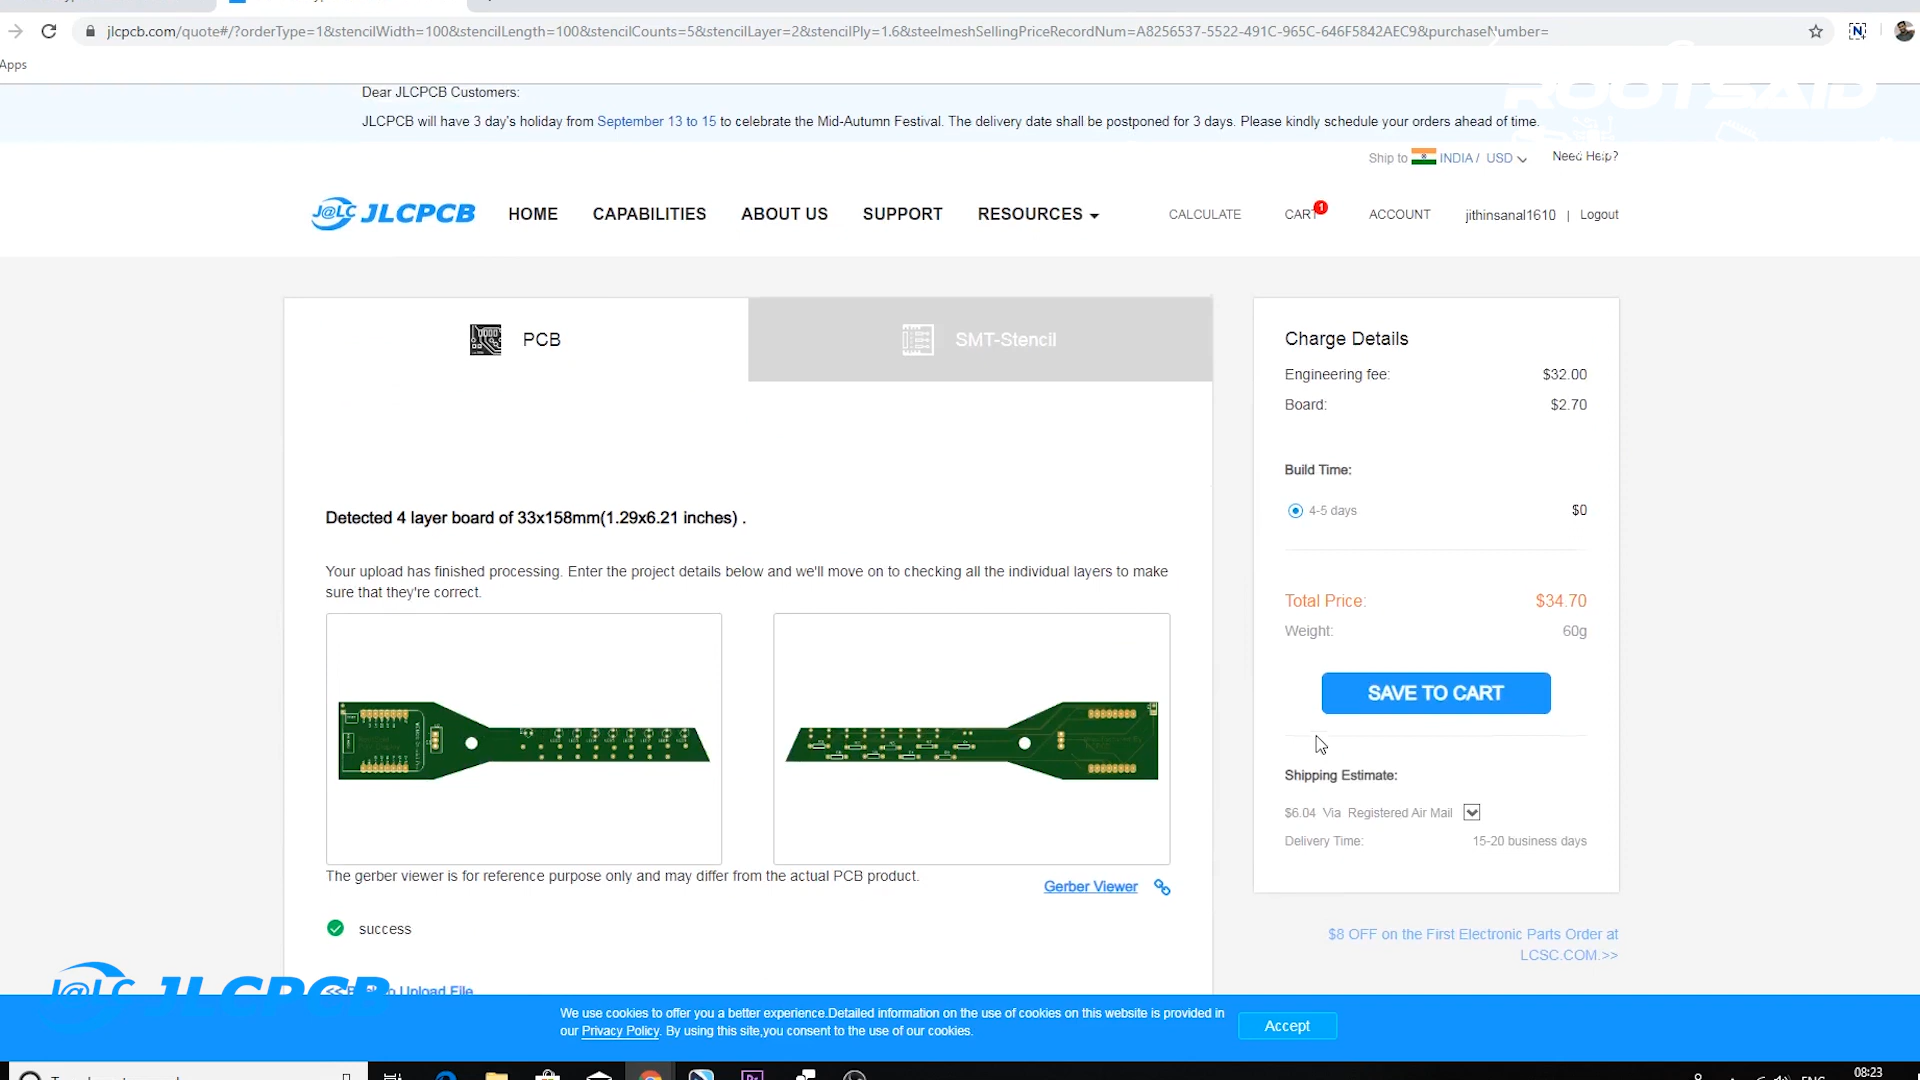 jlcpcb.com/quote#/?orderType=1&stencilWidth=100&stencilLength=100&stencilCounts=5&stencilLayer=2&stencilPly=1.6&steelmeshSellingPriceRecordNum=A8256537-5522-491C-965C-646F5842AEC9&purchaseNumber=
Apps
Dear JLCPCB Customers:
JLCPCB will have 3 day's holiday from September 13 to 15 to celebrate the Mid-Autumn Festival. The delivery date shall be postponed for 3 days. Please kindly schedule your orders ahead of time.
ROOTSAID
Ship to INDIA / USD Need Help?
J@LC JLCPCB HOME CAPABILITIES ABOUT US SUPPORT RESOURCES CALCULATE CART 1 ACCOUNT jithinsanal1610 | Logout
PCB
SMT-Stencil
Detected 4 layer board of 33x158mm(1.29x6.21 inches) .
Your upload has finished processing. Enter the project details below and we'll move on to checking all the individual layers to make
sure that they're correct.
The gerber viewer is for reference purpose only and may differ from the actual PCB product.
Gerber Viewer
success
Charge Details
Engineering fee: $32.00
Board: $2.70
Build Time:
4-5 days $0
Total Price: $34.70
Weight: 60g
SAVE TO CART
Shipping Estimate:
$6.04 Via Registered Air Mail
Delivery Time: 15-20 business days
$8 OFF on the First Electronic Parts Order at
LCSC.COM.>>
J@LC JLCPCB
Upload File
We use cookies to offer you a better experience.Detailed information on the use of cookies on this website is provided in
our Privacy Policy. By using this site,you consent to the use of our cookies.
Accept
08:23